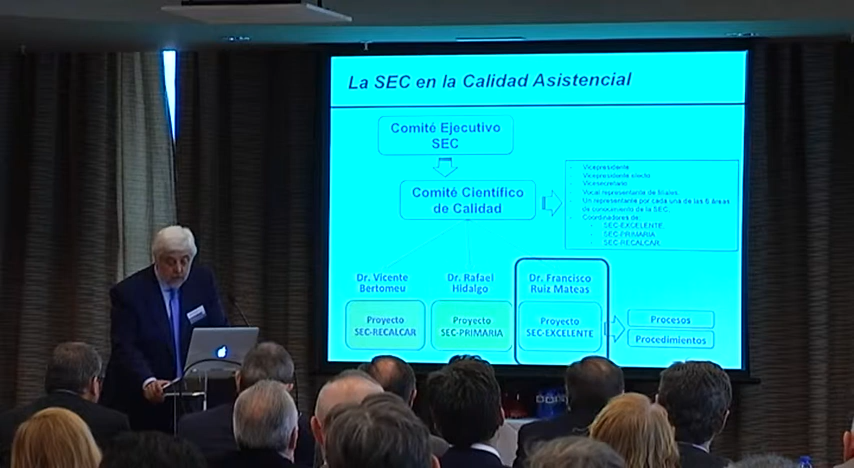 La SEC en la Calidad Asistencial
Comité Ejecutivo
SEC
Comité Científico
de Calidad
- Vicepresidente
- Vicepresidente electo
- Vicesecretario
- Vocal representante de filiales.
- Un representante por cada una de las 6 áreas
de conocimiento de la SEC.
- Coordinadores de:
- SEC-EXCELENTE
- SEC-PRIMARIA
- SEC-RECALCAR.
Dr. Vicente
Bertomeu
Dr. Rafael
Hidalgo
Dr. Francisco
Ruiz Mateas
Proyecto
SEC-RECALCAR
Proyecto
SEC-PRIMARIA
Proyecto
SEC-EXCELENTE
Procesos
Procedimientos